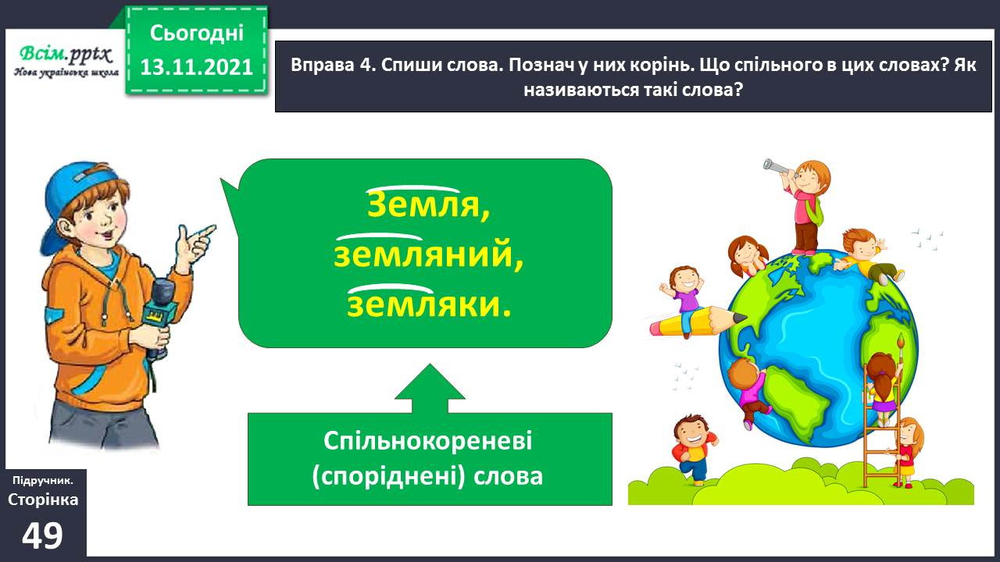 Всім.pptx
Нова українська школа
Сьогодні
13.11.2021
Вправа 4. Спиши слова. Познач у них корінь. Що спільного в цих словах? Як
називаються такі слова?
Земля,
земляний,
земляки.
Спільнокореневі
(споріднені) слова
Підручник.
Сторінка
49